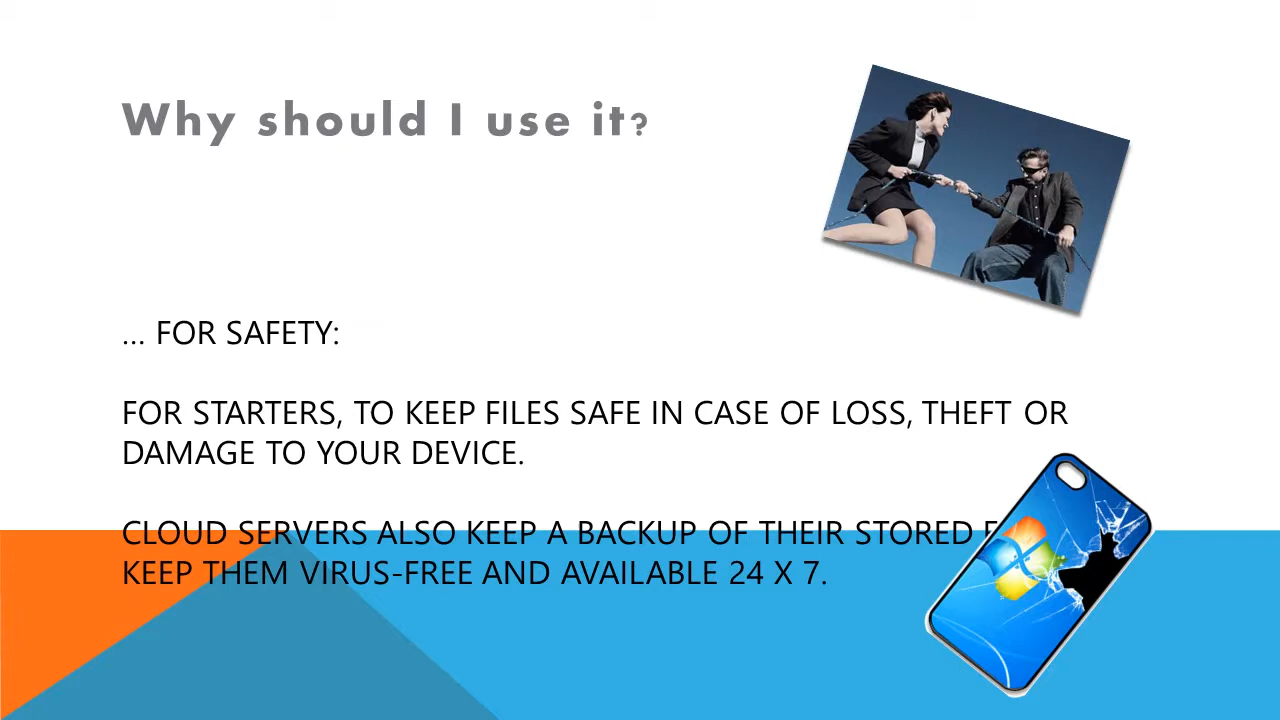 Why should I use it?
... FOR SAFETY:
FOR STARTERS, TO KEEP FILES SAFE IN CASE OF LOSS, THEFT OR
DAMAGE TO YOUR DEVICE.
CLOUD SERVERS ALSO KEEP A BACKUP OF THEIR STORED
KEEP THEM VIRUS-FREE AND AVAILABLE 24 X 7.